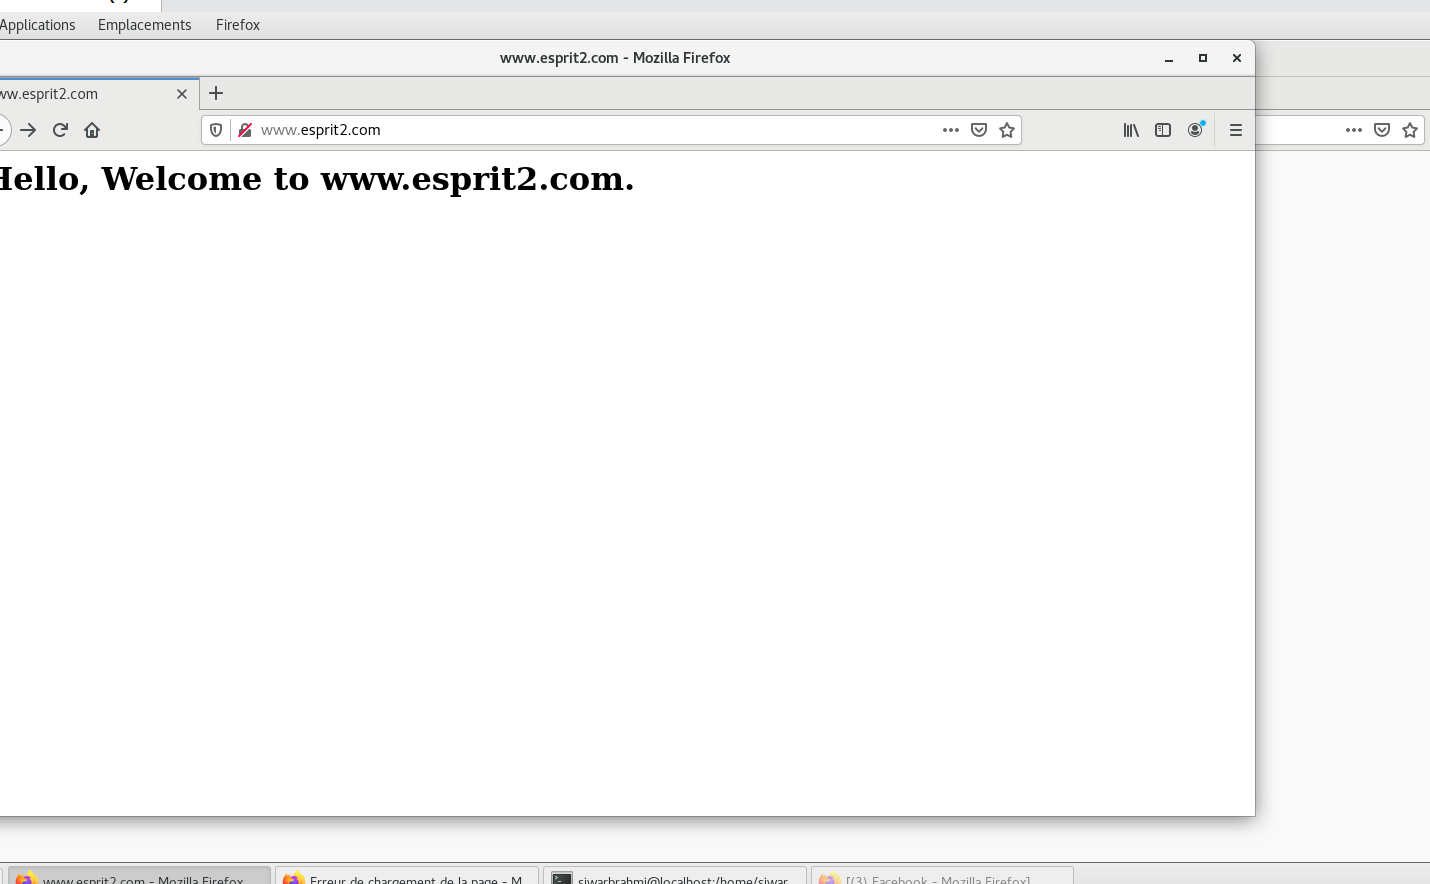 Applications Emplacements Firefox
www.esprit2.com - Mozilla Firefox
ww.esprit2.com
www.esprit2.com
Hello, Welcome to www.esprit2.com.
www.esprit2.com - Mozilla Firefox
Erreur de chargement de la page - M...
siwarbrahmi@localhost:/home/siwar...
[(3) Facebook - Mozilla Firefox]